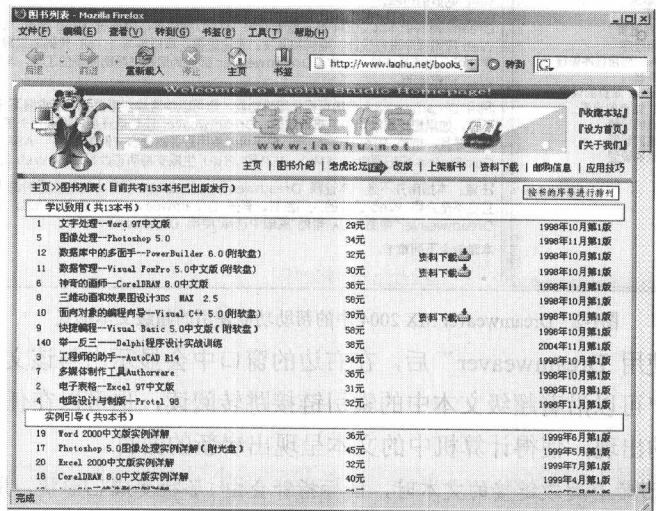 图书列表 - Mozilla Firefox
文件(F) 编辑(E) 查看(V) 转到(G) 书签(B) 工具(T) 帮助(H)
后退 前进 重新载入 停止 主页 书签 http://www.laohu.net/books_ 转到
Welcome To Laohu Studio Homepage!
老虎工作室
www.laohu.net
『收藏本站』
『设为首页』
『关于我们』
主页 | 图书介绍 | 老虎论坛 改版 | 上架新书 | 资料下载 | 邮购信息 | 应用技巧
主页>>图书列表(目前共有153本书已出版发行) 按书的序号进行排列
学以致用(共13本书)
1 文字处理--Word 97中文版 29元 1998年10月第1版
5 图像处理--Photoshop 5.0 34元 1998年11月第1版
12 数据库中的多面手--PowerBuilder 6.0(附软盘) 32元 资料下载 1998年10月第1版
11 数据管理--Visual FoxPro 5.0中文版(附软盘) 30元 资料下载 1998年10月第1版
6 神奇的画师--CorelDRAW 8.0中文版 36元 1998年10月第1版
8 三维动画和效果图设计3DS MAX 2.5 58元 1998年10月第1版
10 面向对象的编程向导--Visual C++ 5.0(附软盘) 39元 资料下载 1998年10月第1版
9 快捷编程--Visual Basic 5.0中文版(附软盘) 58元 1998年10月第1版
140 举一反三----Delphi程序设计实战训练 38元 2004年11月第1版
4 工程师的助手--AutoCAD R14 34元 1998年10月第1版
7 多媒体制作工具Authorware 36元 1998年10月第1版
2 电子表格--Excel 97中文版 31元 1998年10月第1版
电路设计与制版--Protel 98 32元 1998年11月第1版
实例引导(共9本书)
19 Word 2000中文版实例详解 36元 1999年6月第1版
17 Photoshop 5.0图像处理实例详解(附光盘) 45元 1999年5月第1版
20 Excel 2000中文版实例详解 32元 1999年7月第1版
18 CorelDRAW 8.0中文版实例详解 40元 1999年4月第1版
完成